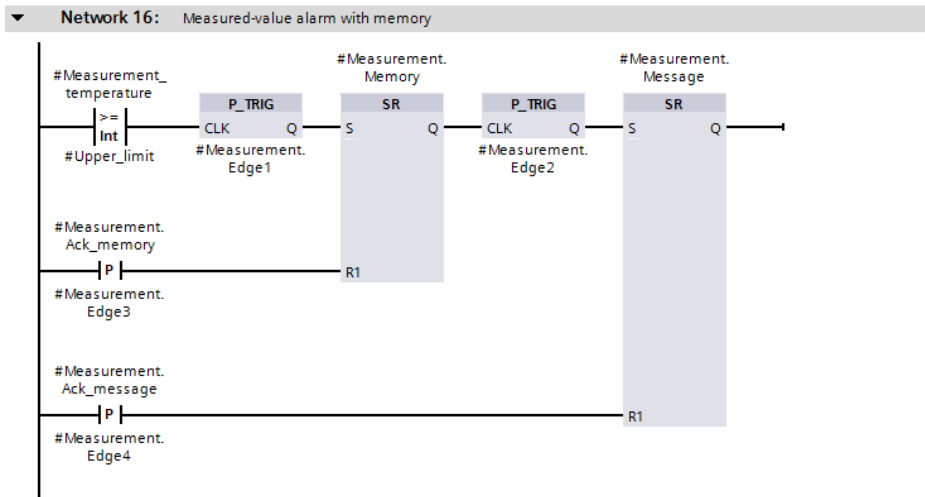 Network 16: Measured-value alarm with memory
#Measurement_
temperature
>=
Int
#Upper_limit
P_TRIG
CLK Q
#Measurement.
Edge1
#Measurement.
Memory
SR
S Q
R1
P_TRIG
CLK Q
#Measurement.
Edge2
#Measurement.
Message
SR
S Q
R1
#Measurement.
Ack_memory
P
#Measurement.
Edge3
#Measurement.
Ack_message
P
#Measurement.
Edge4